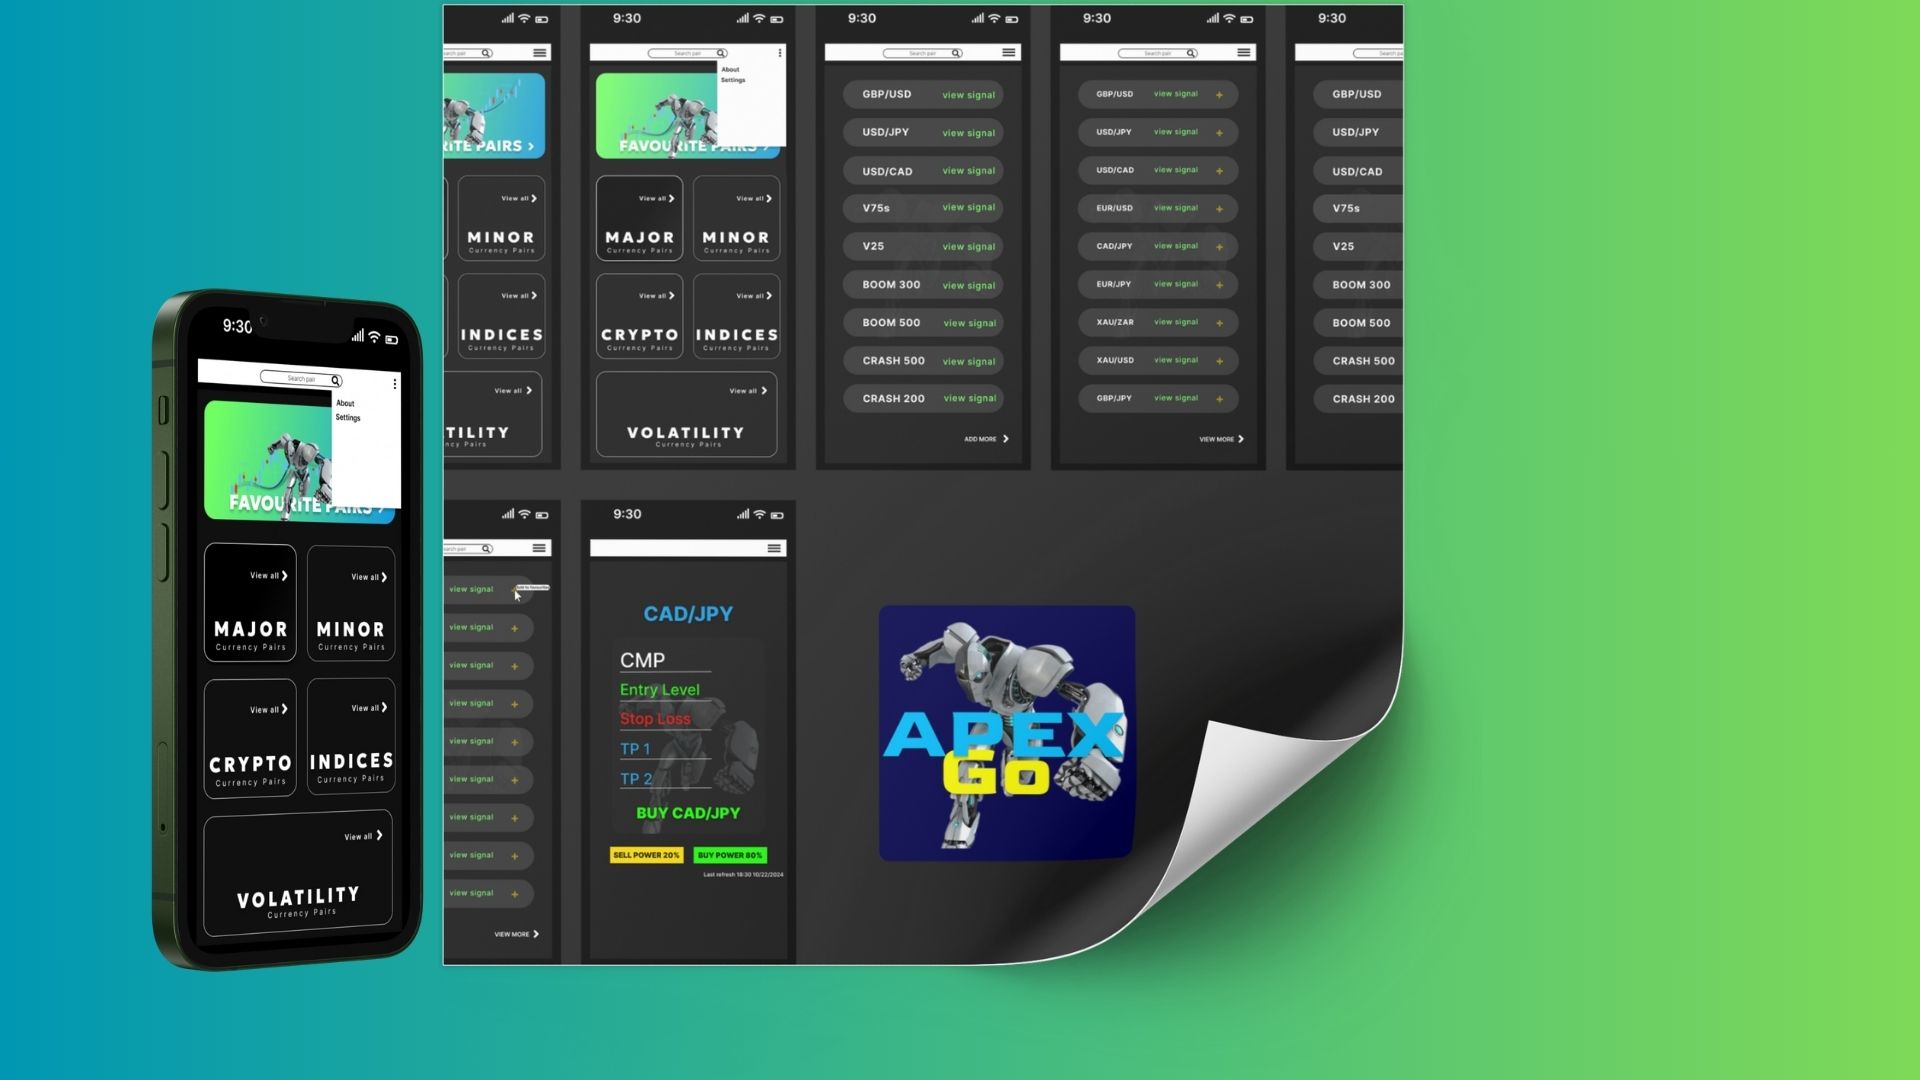 9:30
Search pair
About
Settings
FAVOURITE PAIRS >
View all >
MAJOR
Currency Pairs
View all >
MINOR
Currency Pairs
View all >
CRYPTO
Currency Pairs
View all >
INDICES
Currency Pairs
View all >
VOLATILITY
Currency Pairs
RITE PAIRS >
View all >
MINOR
Currency Pairs
View all >
INDICES
Currency Pairs
View all >
TILITY
ncy Pairs
9:30
Search pair
About
Settings
FAVOURITE PAIRS >
View all >
MAJOR
Currency Pairs
View all >
MINOR
Currency Pairs
View all >
CRYPTO
Currency Pairs
View all >
INDICES
Currency Pairs
View all >
VOLATILITY
Currency Pairs
9:30
Search pair
GBP/USD view signal
USD/JPY view signal
USD/CAD view signal
V75s view signal
V25 view signal
BOOM 300 view signal
BOOM 500 view signal
CRASH 500 view signal
CRASH 200 view signal
ADD MORE >
9:30
Search pair
GBP/USD view signal +
USD/JPY view signal +
USD/CAD view signal +
EUR/USD view signal +
CAD/JPY view signal +
EUR/JPY view signal +
XAU/ZAR view signal +
XAU/USD view signal +
GBP/JPY view signal +
VIEW MORE >
9:30
Search pa
GBP/USD
USD/JPY
USD/CAD
V75s
V25
BOOM 300
BOOM 500
CRASH 500
CRASH 200
view signal +
view signal +
view signal +
view signal +
view signal +
view signal +
view signal +
view signal +
view signal +
VIEW MORE >
9:30
CAD/JPY
CMP
Entry Level
Stop Loss
TP 1
TP 2
BUY CAD/JPY
SELL POWER 20% BUY POWER 80%
Last refresh 18:30 10/22/2024
APEX
GO